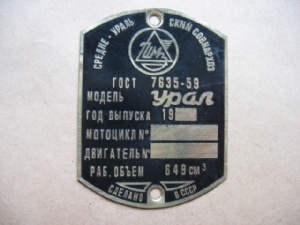 СРЕДНЕ-УРАЛЬСКИЙ СОВНАРХОЗ
ГОСТ 7635-59
МОДЕЛЬ Урал
ГОД ВЫПУСКА 19
МОТОЦИКЛ №
ДВИГАТЕЛЬ №
РАБ. ОБЪЕМ 649 СМ³
СДЕЛАНО В СССР